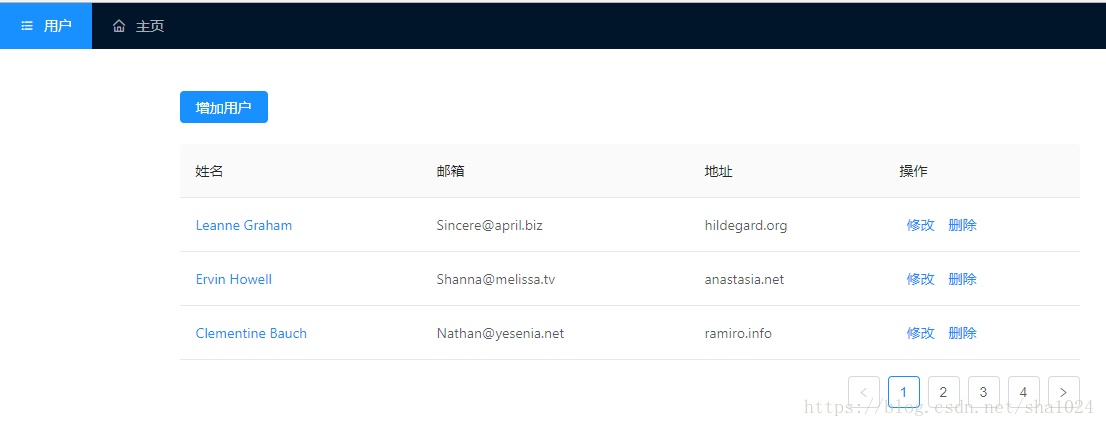 用户 主页
增加用户
姓名 邮箱 地址 操作
Leanne Graham Sincere@april.biz hildegard.org 修改 删除
Ervin Howell Shanna@melissa.tv anastasia.net 修改 删除
Clementine Bauch Nathan@yesenia.net ramiro.info 修改 删除
< 1 2 3 4 >
https://blog.csdn.net/sha1024